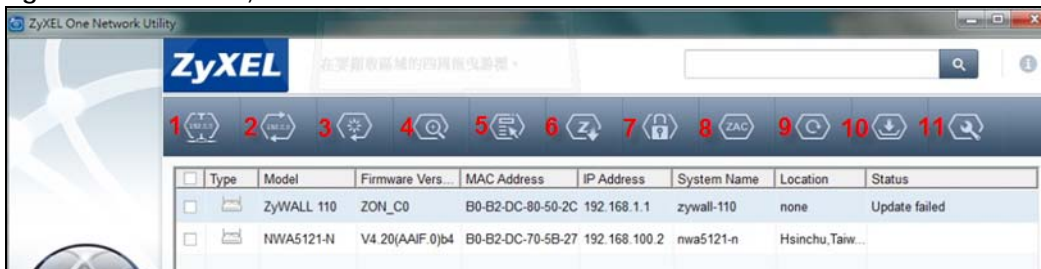 ZyXEL One Network Utility
ZyXEL
1 2 3 4 5 6 7 8 ZAC 9 10 11
Type Model Firmware Vers... MAC Address IP Address System Name Location Status
ZyWALL 110 ZON_C0 B0-B2-DC-80-50-2C 192.168.1.1 zywall-110 none Update failed
NWA5121-N V4.20(AAIF.0)b4 B0-B2-DC-70-5B-27 192.168.100.2 nwa5121-n Hsinchu,Taiw...